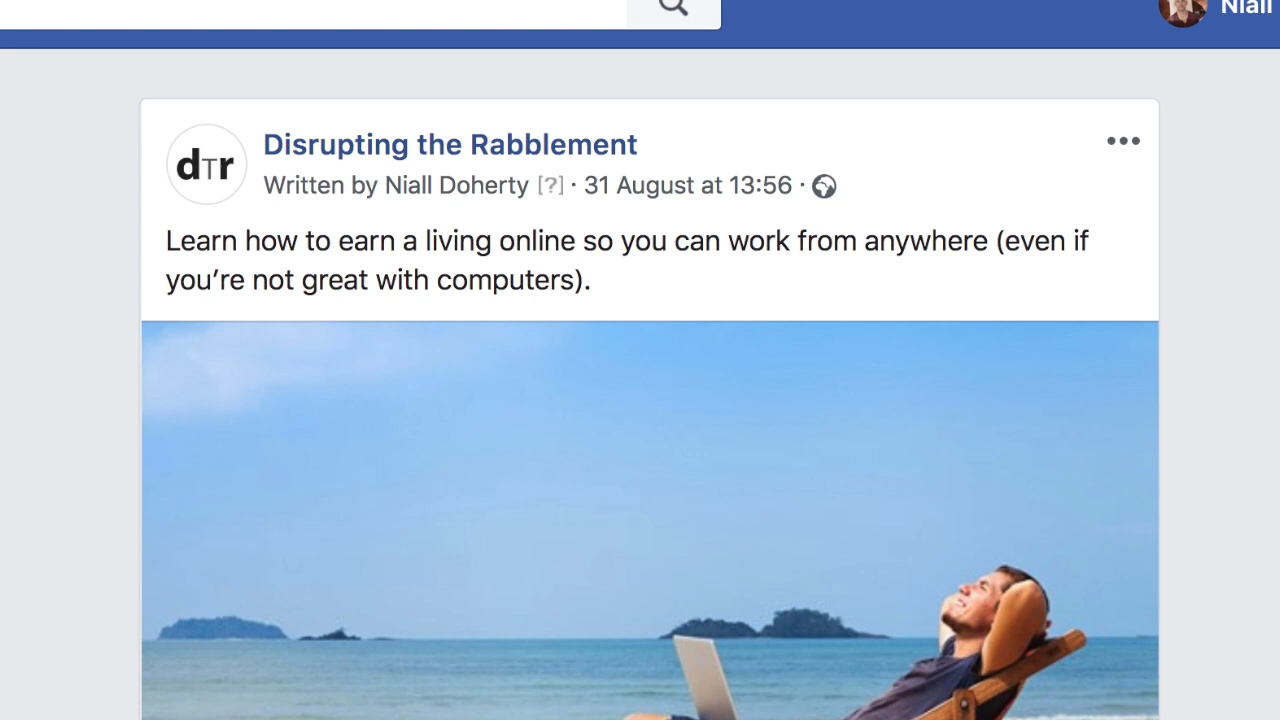 Niall
dTr
Disrupting the Rabblement
Written by Niall Doherty [?] · 31 August at 13:56 ·
Learn how to earn a living online so you can work from anywhere (even if
you’re not great with computers).